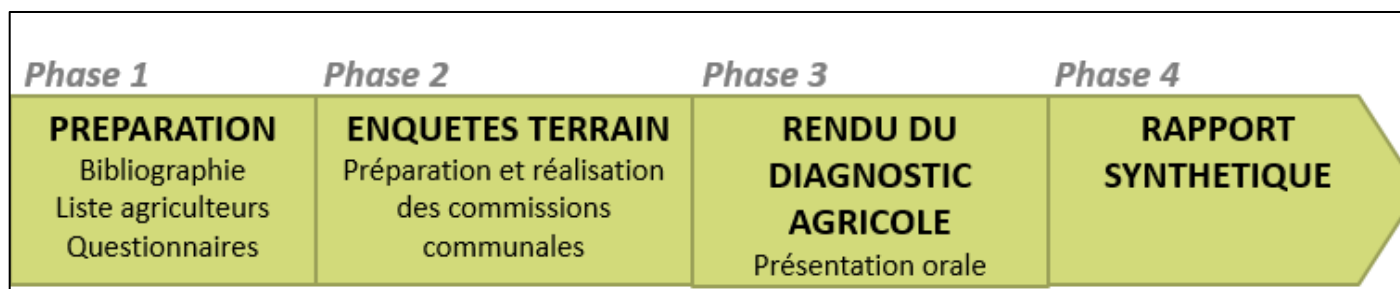 Phase 1
PREPARATION
Bibliographie
Liste agriculteurs
Questionnaires
Phase 2
ENQUETES TERRAIN
Préparation et réalisation
des commissions
communales
Phase 3
RENDU DU
DIAGNOSTIC
AGRICOLE
Présentation orale
Phase 4
RAPPORT
SYNTHETIQUE